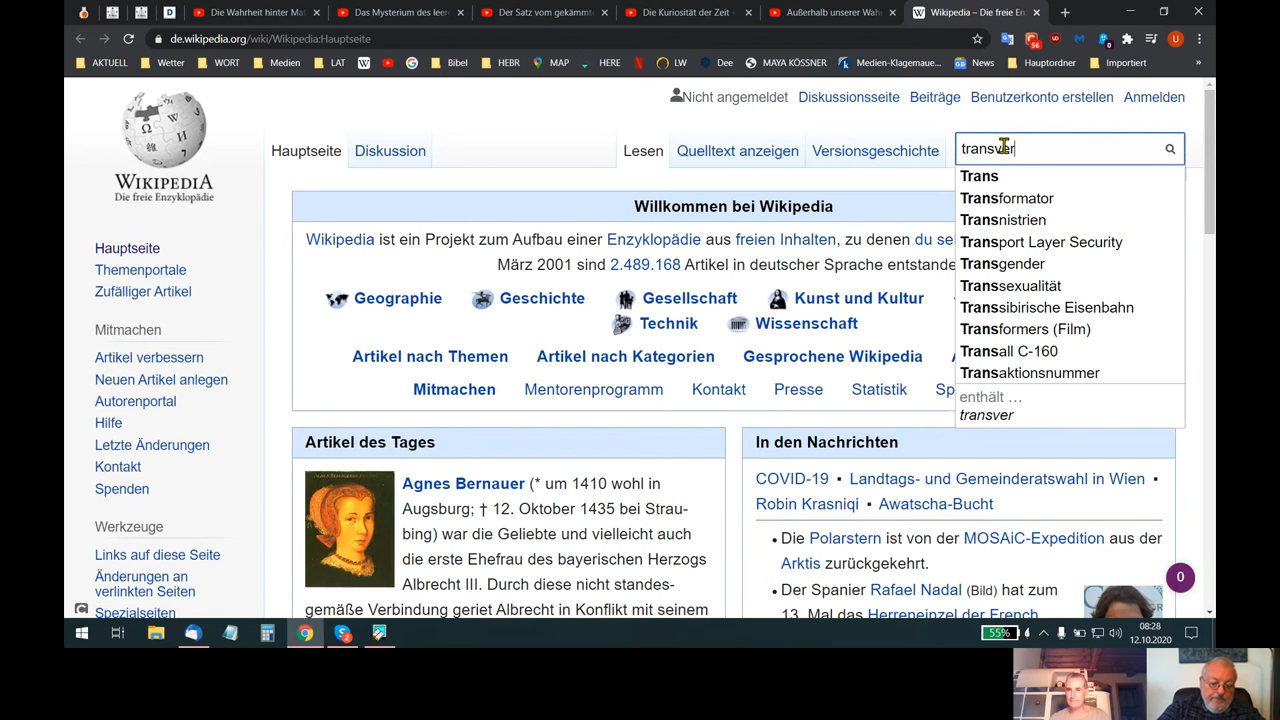 Die Wahrheit hinter Ma
Das Mysterium des leer
Der Satz vom gekämmt
Die Kuriosität der Zeit -
Außerhalb unserer Wah
Wikipedia – Die freie En
de.wikipedia.org/wiki/Wikipedia:Hauptseite
56
0
U
AKTUELL
Wetter
WORT
Medien
LAT
Bibel
HEBR
MAP
HERE
LW
Dee
MAYA KÖSSNER
Medien-Klagemaue...
News
Hauptordner
Importiert
»
Nicht angemeldet
Diskussionsseite
Beiträge
Benutzerkonto erstellen
Anmelden
WIKIPEDIA
Die freie Enzyklopädie
Hauptseite
Diskussion
Lesen
Quelltext anzeigen
Versionsgeschichte
transver
Trans
Transformator
Transnistrien
Transport Layer Security
Transgender
Transsexualität
Transsibirische Eisenbahn
Transformers (Film)
Transall C-160
Transaktionsnummer
enthält …
transver
Hauptseite
Themenportale
Zufälliger Artikel
Mitmachen
Artikel verbessern
Neuen Artikel anlegen
Autorenportal
Hilfe
Letzte Änderungen
Kontakt
Spenden
Werkzeuge
Links auf diese Seite
Änderungen an
verlinkten Seiten
Spezialseiten
Willkommen bei Wikipedia
Wikipedia ist ein Projekt zum Aufbau einer Enzyklopädie aus freien Inhalten, zu denen du se
März 2001 sind 2.489.168 Artikel in deutscher Sprache entstande
Geographie
Geschichte
Gesellschaft
Kunst und Kultur
Technik
Wissenschaft
Artikel nach Themen
Artikel nach Kategorien
Gesprochene Wikipedia
Mitmachen
Mentorenprogramm
Kontakt
Presse
Statistik
Sp
Artikel des Tages
Agnes Bernauer (* um 1410 wohl in
Augsburg; † 12. Oktober 1435 bei Strau-
bing) war die Geliebte und vielleicht auch
die erste Ehefrau des bayerischen Herzogs
Albrecht III. Durch diese nicht standes-
gemäße Verbindung geriet Albrecht in Konflikt mit seinem
In den Nachrichten
COVID-19 ▪ Landtags- und Gemeinderatswahl in Wien ▪
Robin Krasniqi ▪ Awatscha-Bucht
• Die Polarstern ist von der MOSAiC-Expedition aus der
Arktis zurückgekehrt.
• Der Spanier Rafael Nadal (Bild) hat zum
13. Mal das Herreneinzel der French
0
55%
08:28
12.10.2020